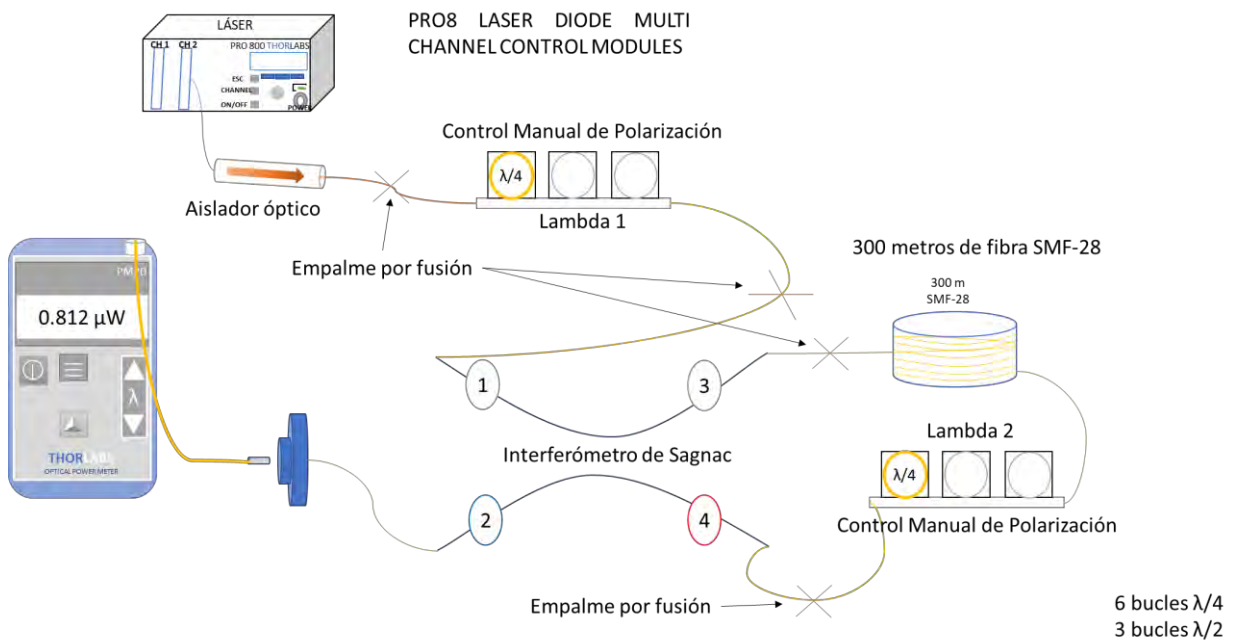 LÁSER
CH 1 CH 2 PRO 800 THORLABS
ESC
CHANNEL
ON/OFF
POWER
PRO8 LASER DIODE MULTI
CHANNEL CONTROL MODULES
Control Manual de Polarización
λ/4
Lambda 1
Aislador óptico
Empalme por fusión
300 metros de fibra SMF-28
300 m
SMF-28
0.812 µW
λ
THORLABS
OPTICAL POWER METER
1
3
Interferómetro de Sagnac
2
4
Lambda 2
λ/4
Control Manual de Polarización
Empalme por fusión
6 bucles λ/4
3 bucles λ/2